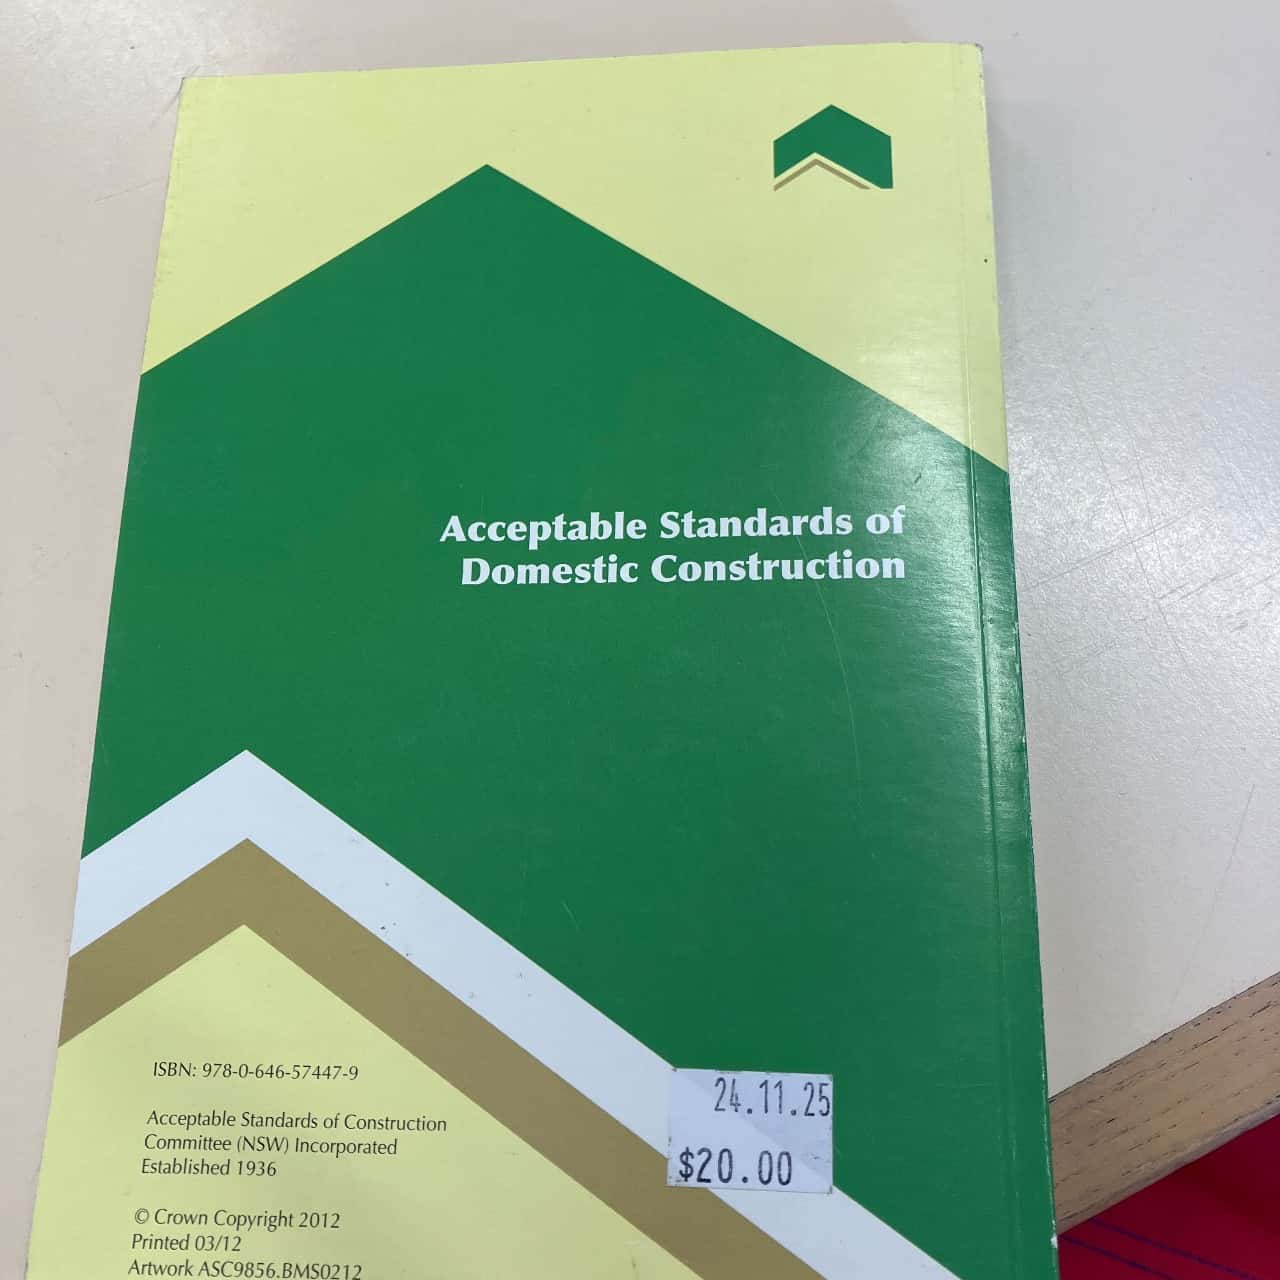 Acceptable Standards of
Domestic Construction
ISBN: 978-0-646-57447-9
Acceptable Standards of Construction
Committee (NSW) Incorporated
Established 1936
© Crown Copyright 2012
Printed 03/12
Artwork ASC9856.BMS0212
24.11.25
$20.00